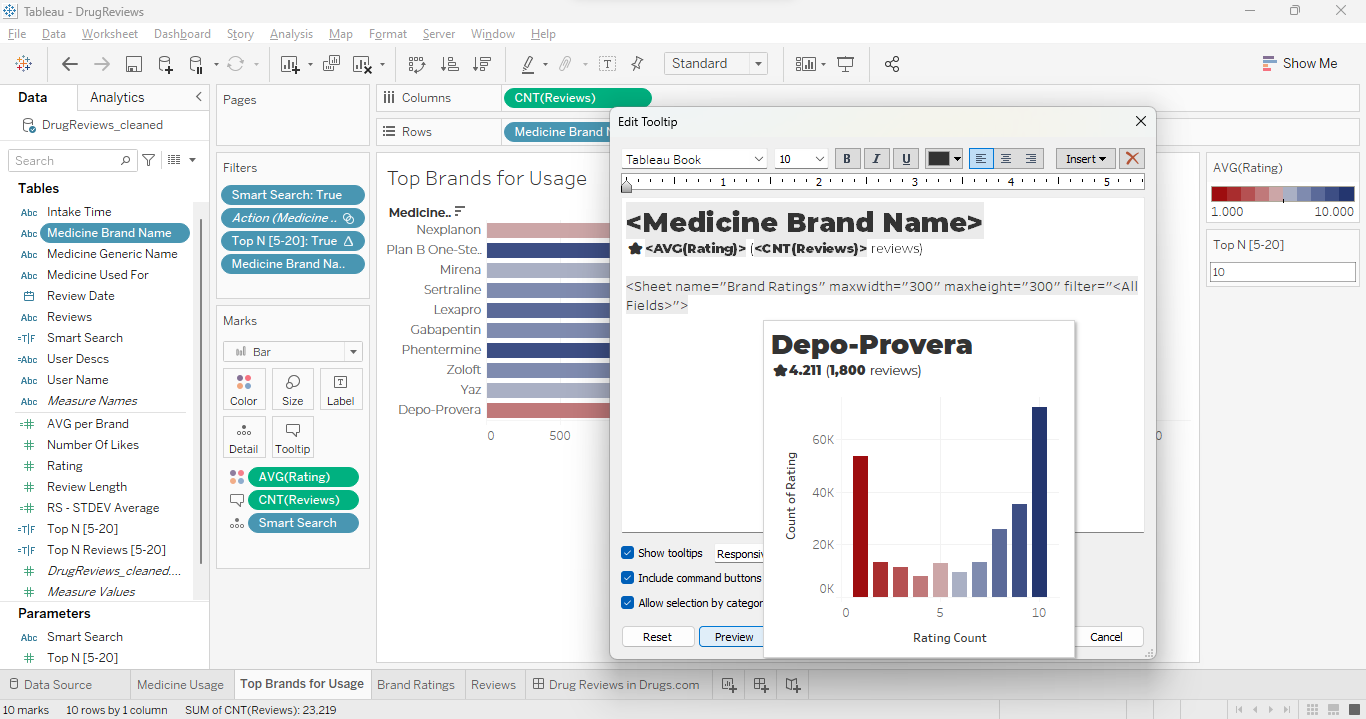 Tableau - DrugReviews
File Data Worksheet Dashboard Story Analysis Map Format Server Window Help
Standard
Show Me
Data Analytics
DrugReviews_cleaned
Search
Tables
Abc Intake Time
Abc Medicine Brand Name
Abc Medicine Generic Name
Abc Medicine Used For
Review Date
Abc Reviews
=T|F Smart Search
=Abc User Descs
Abc User Name
Abc Measure Names
=# AVG per Brand
# Number Of Likes
# Rating
# Review Length
=# RS - STDEV Average
=T|F Top N [5-20]
=T|F Top N Reviews [5-20]
# DrugReviews_cleaned....
# Measure Values
Parameters
Abc Smart Search
# Top N [5-20]
Pages
Filters
Smart Search: True
Action (Medicine ..
Top N [5-20]: True
Medicine Brand Na..
Marks
Bar
Color Size Label
Detail Tooltip
AVG(Rating)
CNT(Reviews)
Smart Search
Columns CNT(Reviews)
Rows Medicine Brand
Top Brands for Usage
Medicine..
Nexplanon
Plan B One-Ste..
Mirena
Sertraline
Lexapro
Gabapentin
Phentermine
Zoloft
Yaz
Depo-Provera
0 500
0
Edit Tooltip
Tableau Book 10 B I U Insert
1 2 3 4 5
<Medicine Brand Name>
★ <AVG(Rating)> (<CNT(Reviews)> reviews)
<Sheet name="Brand Ratings" maxwidth="300" maxheight="300" filter="<All
Fields>">
Depo-Provera
★ 4.211 (1,800 reviews)
60K
40K
20K
0K
Count of Rating
0 5 10
Rating Count
Show tooltips Responsiv
Include command buttons
Allow selection by categor
Reset Preview Cancel
AVG(Rating)
1.000 10.000
Top N [5-20]
10
Data Source Medicine Usage Top Brands for Usage Brand Ratings Reviews Drug Reviews in Drugs.com
10 marks 10 rows by 1 column SUM of CNT(Reviews): 23,219